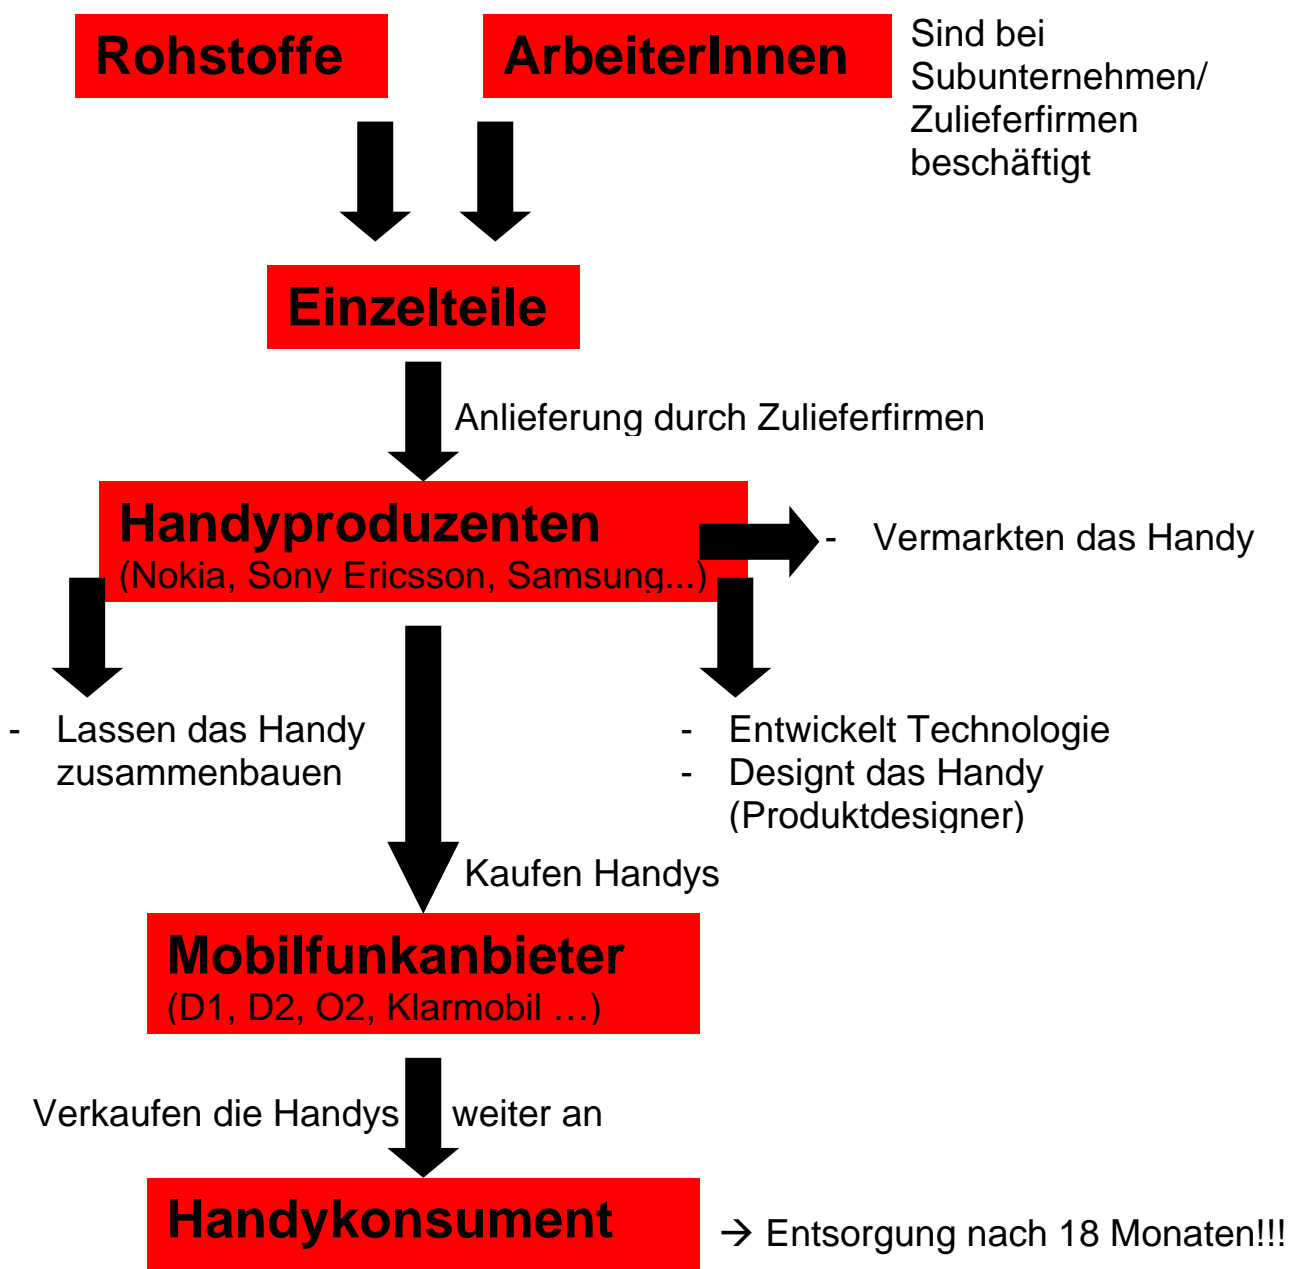 Rohstoffe
ArbeiterInnen
Sind bei
Subunternehmen/
Zulieferfirmen
beschäftigt
Einzelteile
Anlieferung durch Zulieferfirmen
Handyproduzenten
(Nokia, Sony Ericsson, Samsung...)
- Vermarkten das Handy
- Lassen das Handy
zusammenbauen
- Entwickelt Technologie
- Designt das Handy
(Produktdesigner)
Kaufen Handys
Mobilfunkanbieter
(D1, D2, O2, Klarmobil …)
Verkaufen die Handys weiter an
Handykonsument
→ Entsorgung nach 18 Monaten!!!